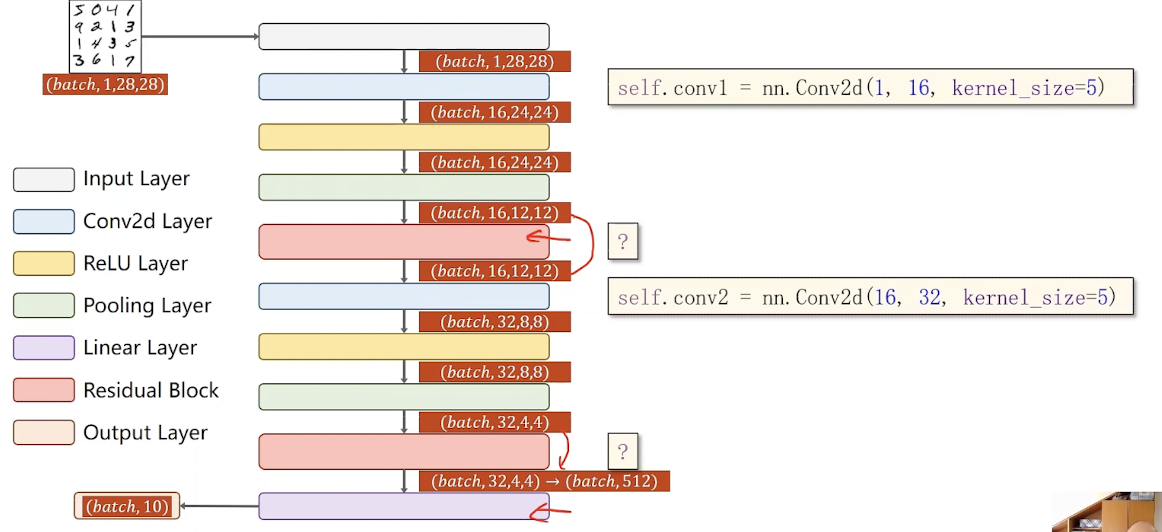 5 0 4 1
9 2 1 3
1 4 3 5
3 6 1 7
(batch, 1,28,28)
(batch, 1,28,28)
self.conv1 = nn.Conv2d(1, 16, kernel_size=5)
(batch, 16,24,24)
(batch, 16,24,24)
(batch, 16,12,12)
?
(batch, 16,12,12)
self.conv2 = nn.Conv2d(16, 32, kernel_size=5)
(batch, 32,8,8)
(batch, 32,8,8)
(batch, 32,4,4)
?
(batch, 32,4,4) → (batch, 512)
(batch, 10)
Input Layer
Conv2d Layer
ReLU Layer
Pooling Layer
Linear Layer
Residual Block
Output Layer